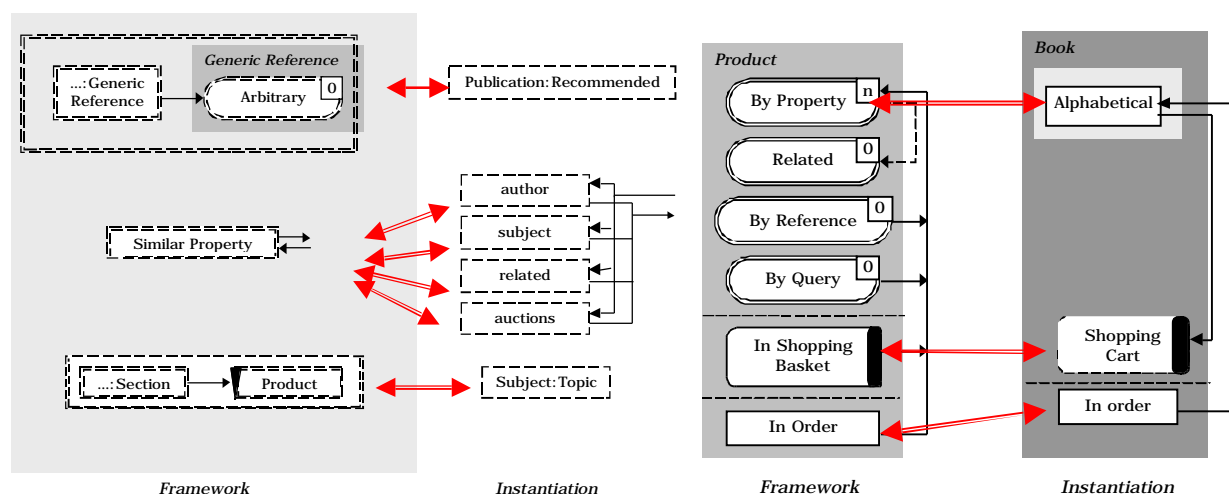 Generic Reference
...: Generic
Reference
Arbitrary
0
Publication: Recommended
author
subject
related
auctions
Similar Property
...: Section
Product
Subject: Topic
Framework
Instantiation
Product
By Property
n
Related
0
By Reference
0
By Query
0
In Shopping
Basket
In Order
Framework
Book
Alphabetical
Shopping
Cart
In order
Instantiation